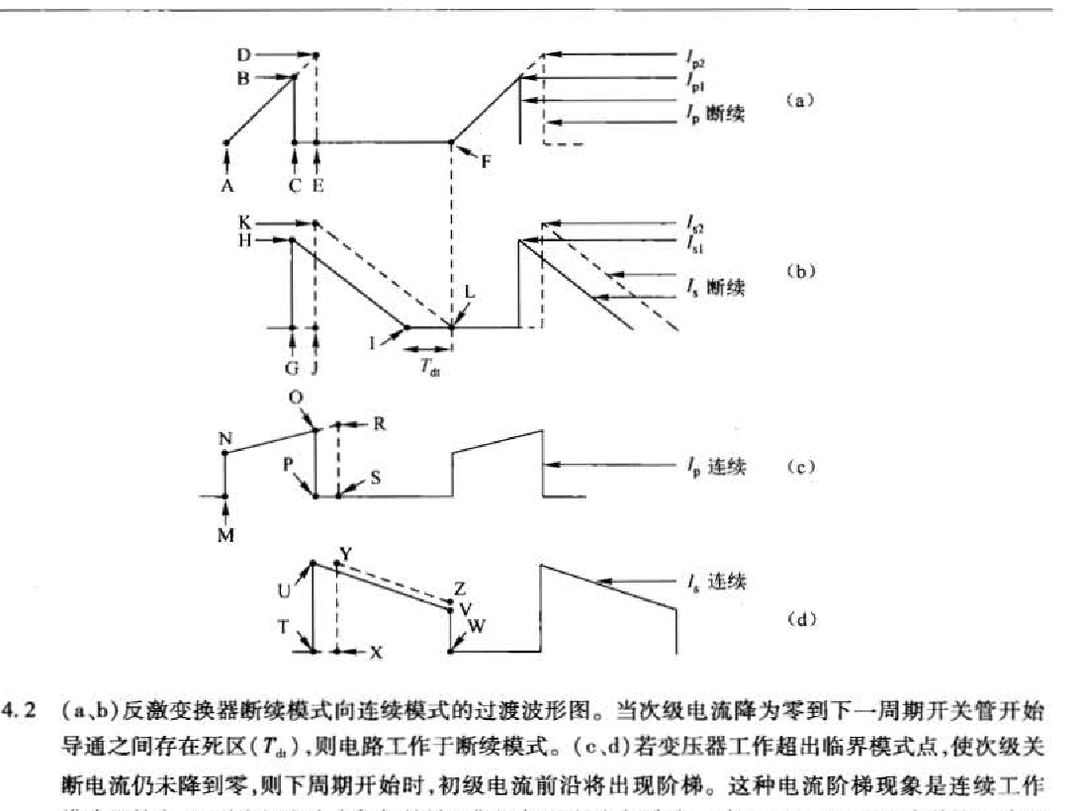 D
B
I_p2
I_p1
I_p 断续
(a)
F
A
C E
K
H
I_s2
I_s1
(b)
I_s 断续
L
I
G J
T_dt
O
N
R
P
S
I_p 连续
(c)
M
Y
U
Z
V
W
T
X
I_s 连续
(d)
4.2 (a、b)反激变换器断续模式向连续模式的过渡波形图。当次级电流降为零到下一周期开关管开始
导通之间存在死区(T_dt),则电路工作于断续模式。(c、d)若变压器工作超出临界模式点,使次级关
断电流仍未降到零,则下周期开始时,初级电流前沿将出现阶梯。这种电流阶梯现象是连续工作